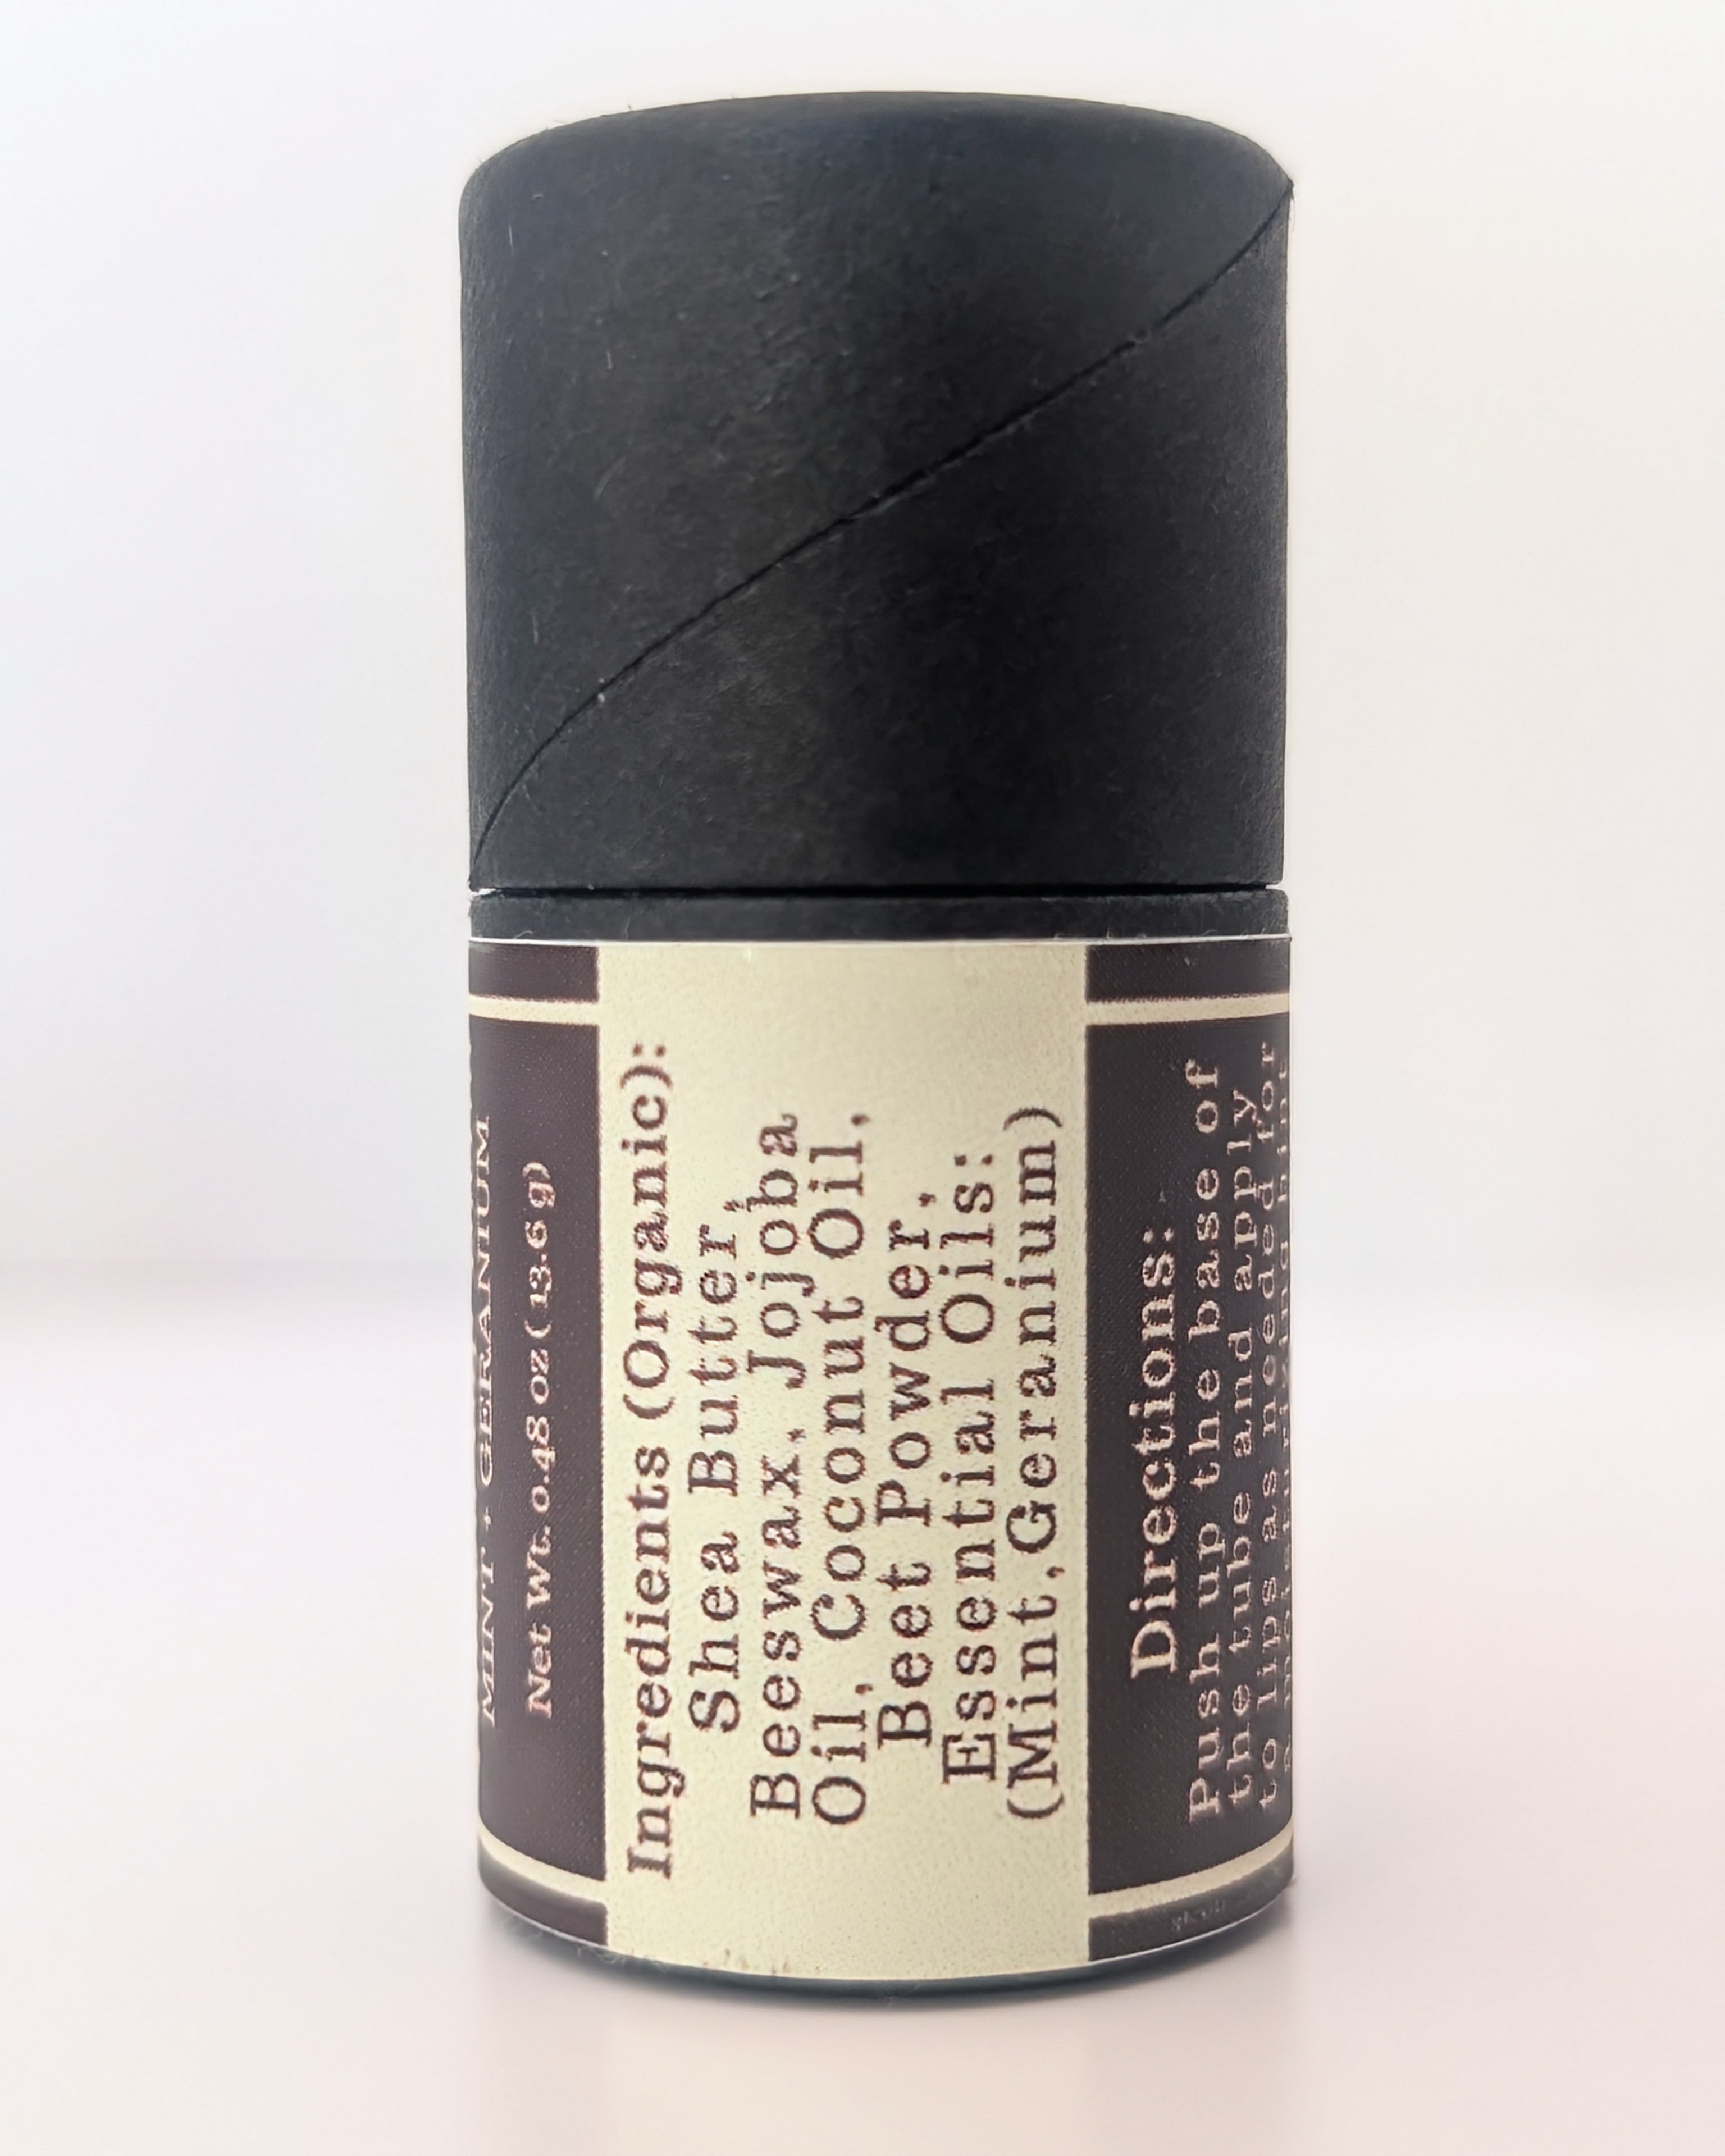 MINT + GERANIUM
Net Wt. 0.48 oz ( 13.6 g)
Ingredients (Organic):
Shea Butter,
Beeswax, Jojoba
Oil, Coconut Oil,
Beet Powder,
Essential Oils:
(Mint, Geranium)
Directions:
Push up the base of
the tube and apply
to lips as needed for